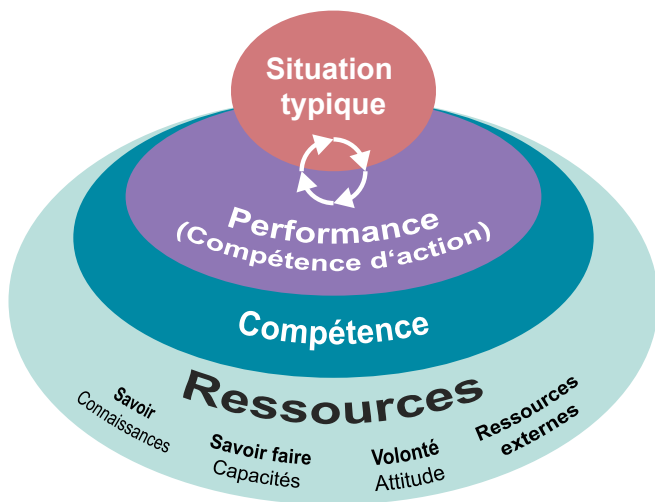 Situation
typique
Performance
(Compétence d‘action)
Compétence
Ressources
Savoir
Connaissances
Savoir faire
Capacités
Volonté
Attitude
Ressources
externes